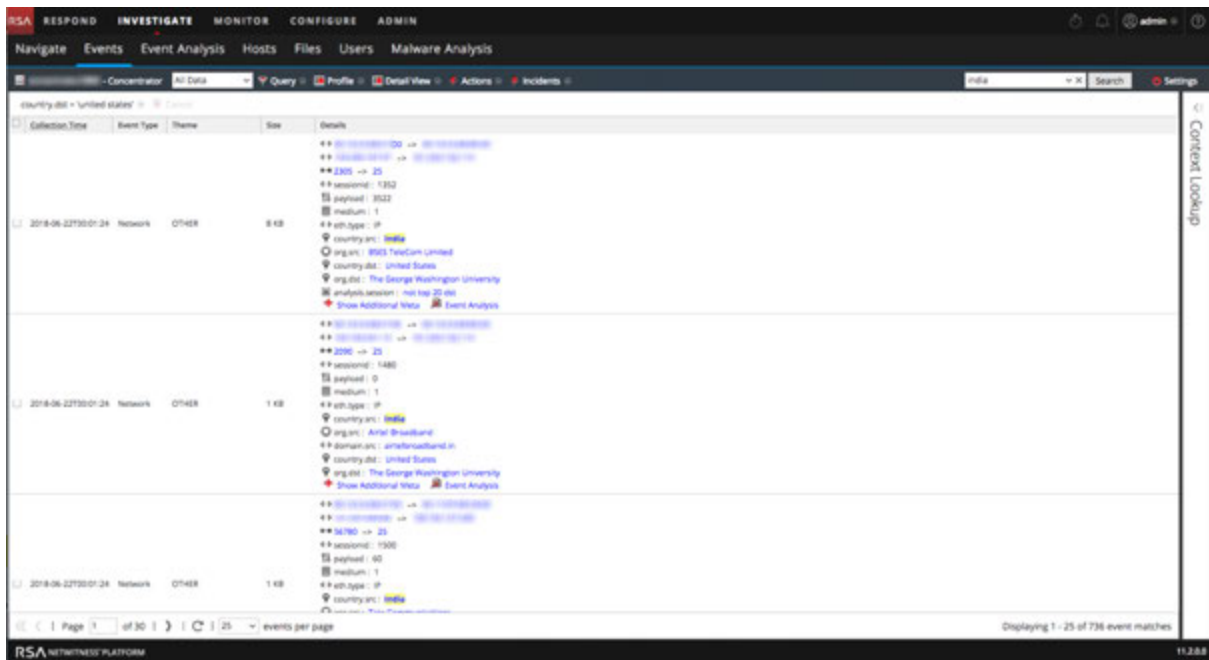 RSA RESPOND INVESTIGATE MONITOR CONFIGURE ADMIN admin
Navigate Events Event Analysis Hosts Files Users Malware Analysis
- Concentrator All Data Query Profile Detail View Actions Incidents india Search Settings
country.dst = 'united states' Cancel
Collection Time Event Type Theme Size Details
Context Lookup
2305 -> 25
sessionid : 1352
payload : 3522
medium : 1
2018-06-22T00:01:24 Network OTHER 8 KB eth.type : IP
country.src : India
org.src : BSES TeleCom Limited
country.dst : United States
org.dst : The George Washington University
analysis.session : not top 20 dst
Show Additional Meta Event Analysis
2090 -> 25
sessionid : 1480
payload : 0
medium : 1
2018-06-22T00:01:24 Network OTHER 1 KB eth.type : IP
country.src : India
org.src : Airtel Broadband
domain.src : airtelbroadband.in
country.dst : United States
org.dst : The George Washington University
Show Additional Meta Event Analysis
56780 -> 25
sessionid : 1500
payload : 60
medium : 1
2018-06-22T00:01:24 Network OTHER 1 KB eth.type : IP
country.src : India
Page 1 of 30 25 events per page Displaying 1 - 25 of 736 event matches
RSA NETWITNESS PLATFORM 11.2.0.0